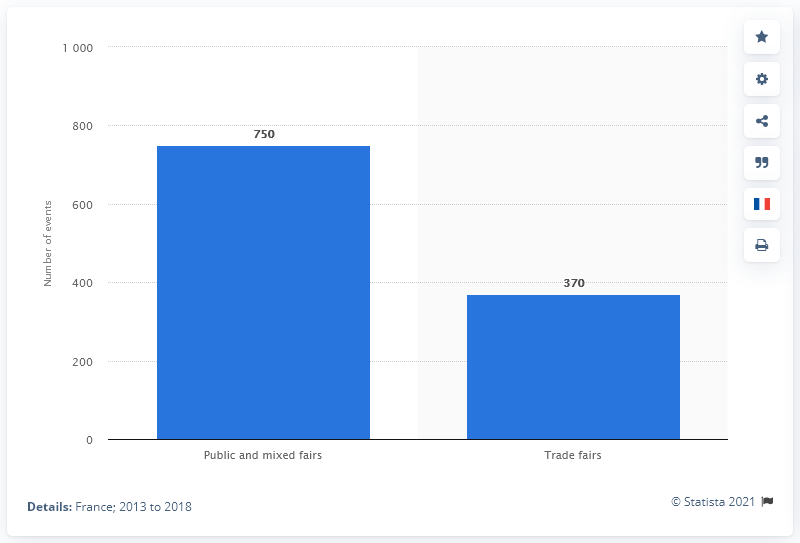 1 000
800
600
400
200
0
Number of events
750
370
Public and mixed fairs
Trade fairs
Details: France; 2013 to 2018
© Statista 2021